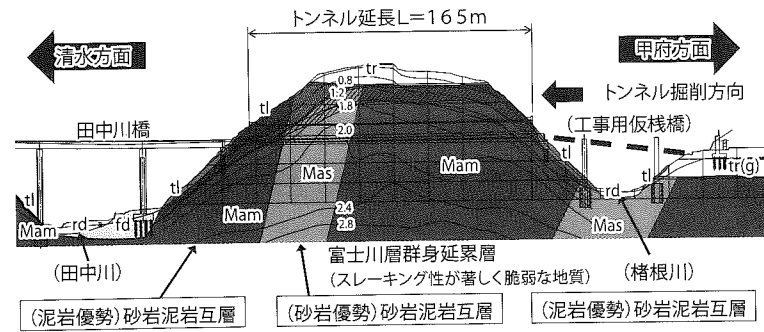 トンネル延長L=165m
清水方面
甲府方面
tr
0.8
1.2
1.8
2.0
tl
トンネル掘削方向
田中川橋
(工事用仮桟橋)
tl
tr(g)
Mam
Mas
Mam
tl
rd
tl
Mam
rd
fd
Mam
2.4
2.8
Mas
(田中川)
富士川層群身延累層
(スレーキング性が著しく脆弱な地質)
(楮根川)
(泥岩優勢)砂岩泥岩互層
(砂岩優勢)砂岩泥岩互層
(泥岩優勢)砂岩泥岩互層